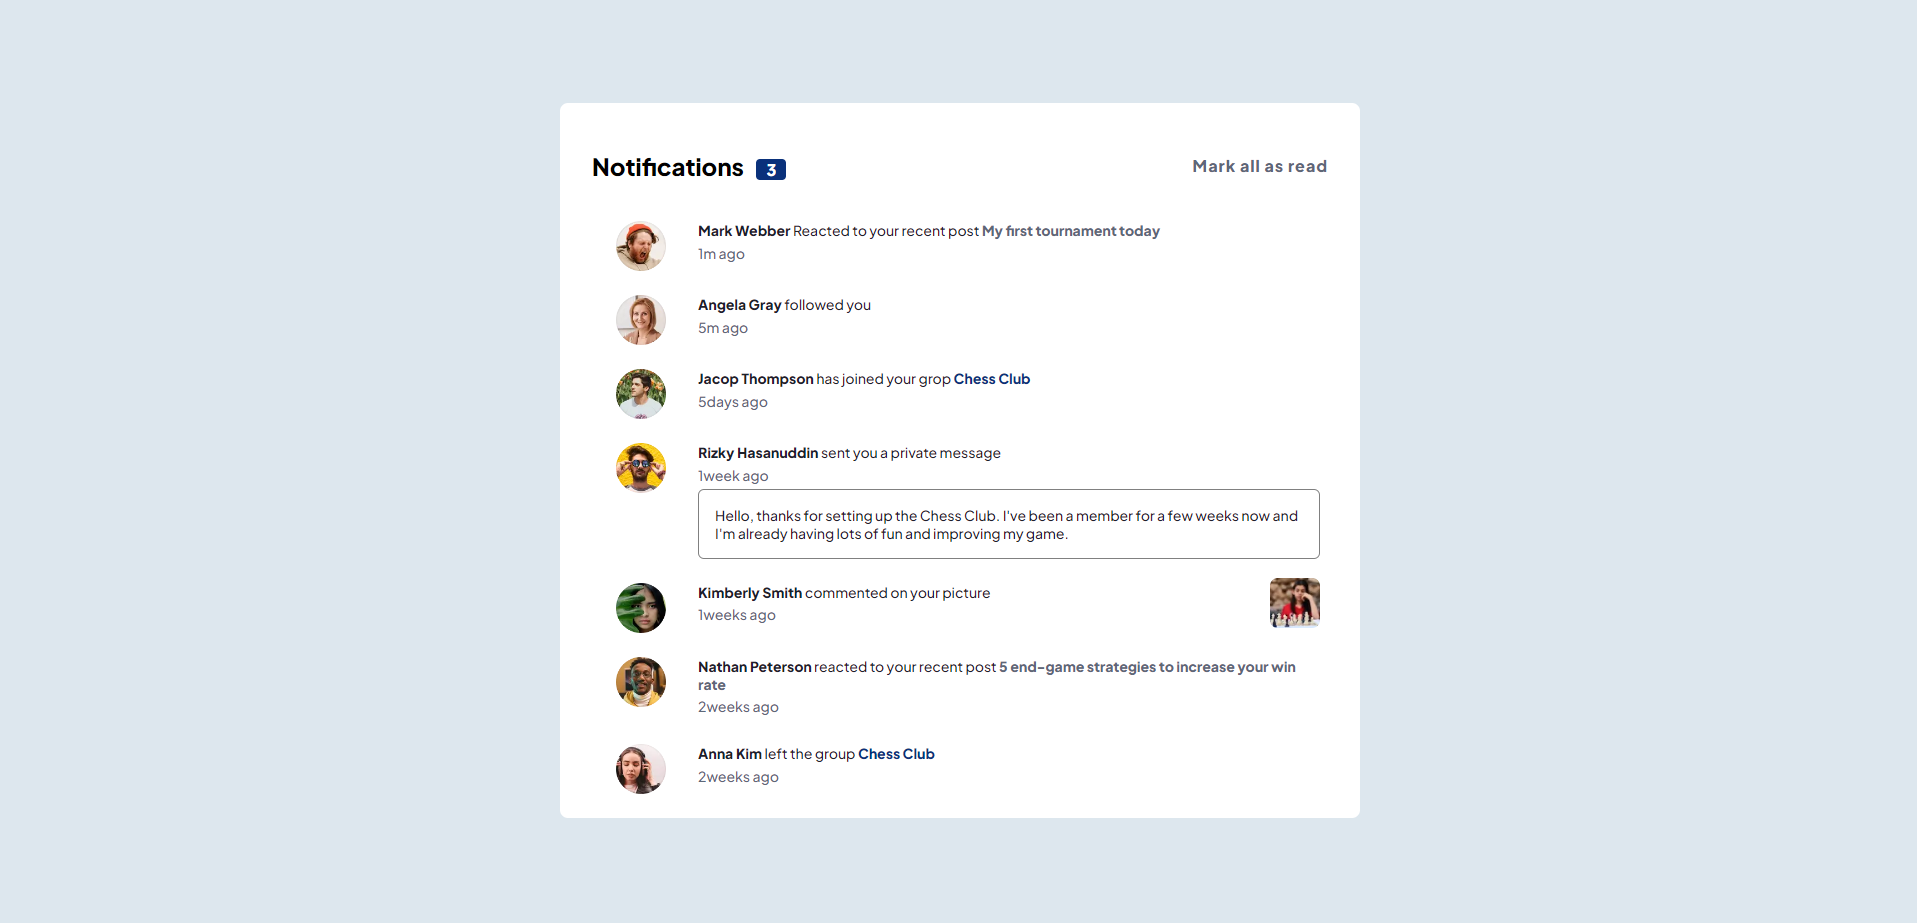 Notifications 3
Mark all as read
Mark Webber Reacted to your recent post My first tournament today
1m ago
Angela Gray followed you
5m ago
Jacop Thompson has joined your grop Chess Club
5days ago
Rizky Hasanuddin sent you a private message
1week ago
Hello, thanks for setting up the Chess Club. I've been a member for a few weeks now and
I'm already having lots of fun and improving my game.
Kimberly Smith commented on your picture
1weeks ago
Nathan Peterson reacted to your recent post 5 end-game strategies to increase your win
rate
2weeks ago
Anna Kim left the group Chess Club
2weeks ago